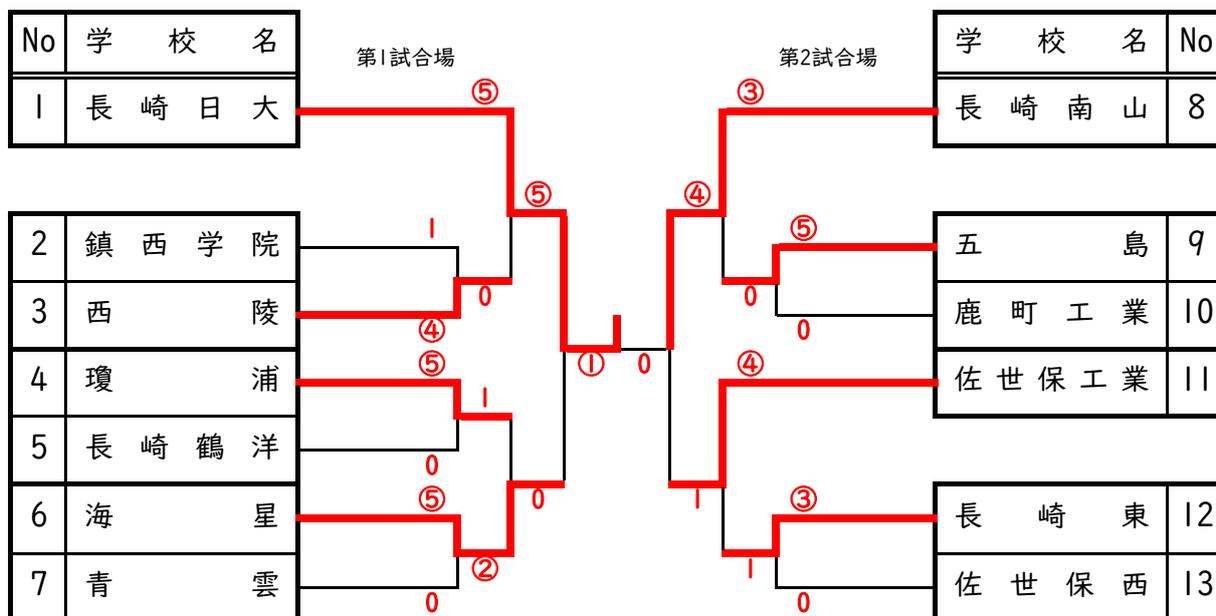 No 学校名 第1試合場 第2試合場 学校名 No
1 長崎日大 ⑤ ③ 長崎南山 8
⑤ ④
2 鎮西学院 1 ⑤ 五島 9
0 0
3 西陵 ④ 0 鹿町工業 10
① 0
4 瓊浦 ⑤ ④ 佐世保工業 11
1
5 長崎鶴洋 0
6 海星 ⑤ 0 1 ③ 長崎東 12
② 1
7 青雲 0 0 佐世保西 13